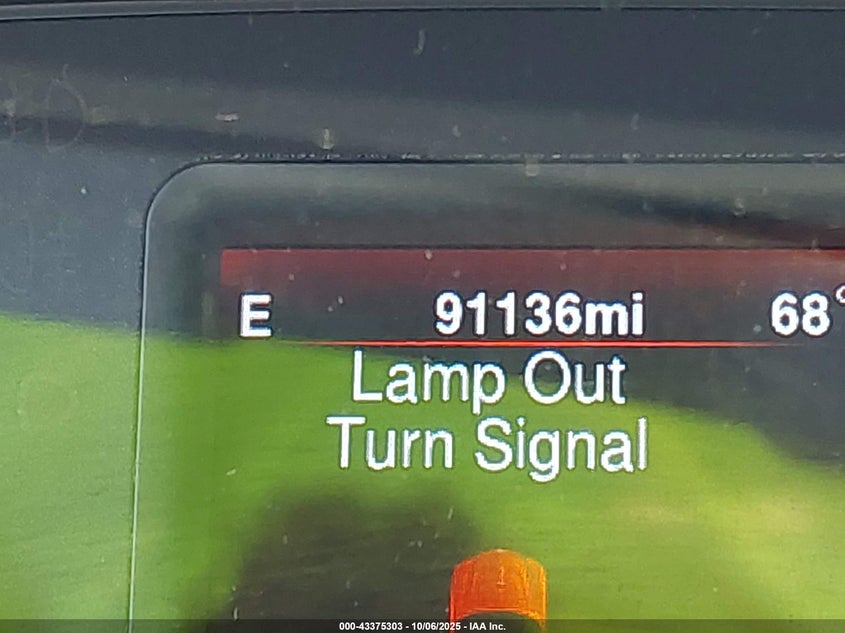 E 91136mi 68°
Lamp Out
Turn Signal
000-43375303 - 10/06/2025 - IAA Inc.